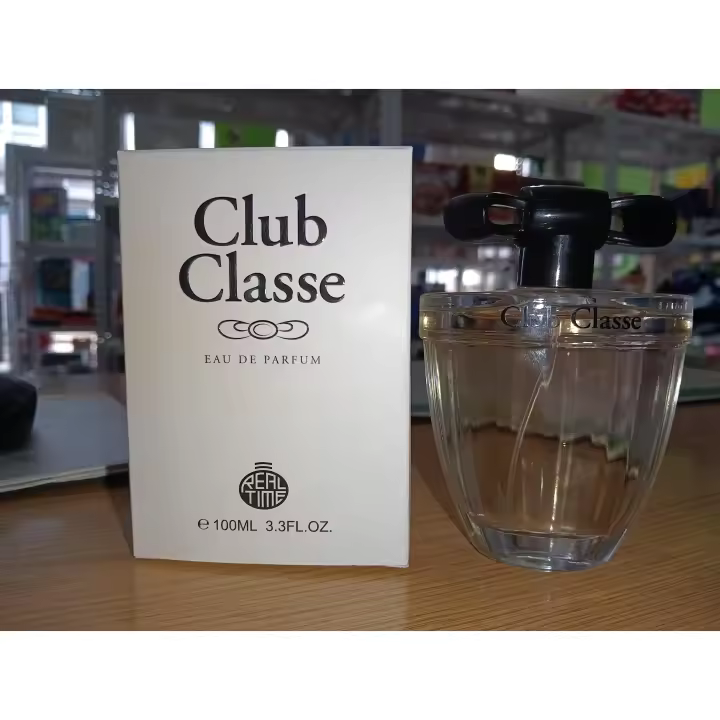 Club
Classe
EAU DE PARFUM
REAL
TIME
℮ 100ML 3.3FL.OZ.
Club Classe